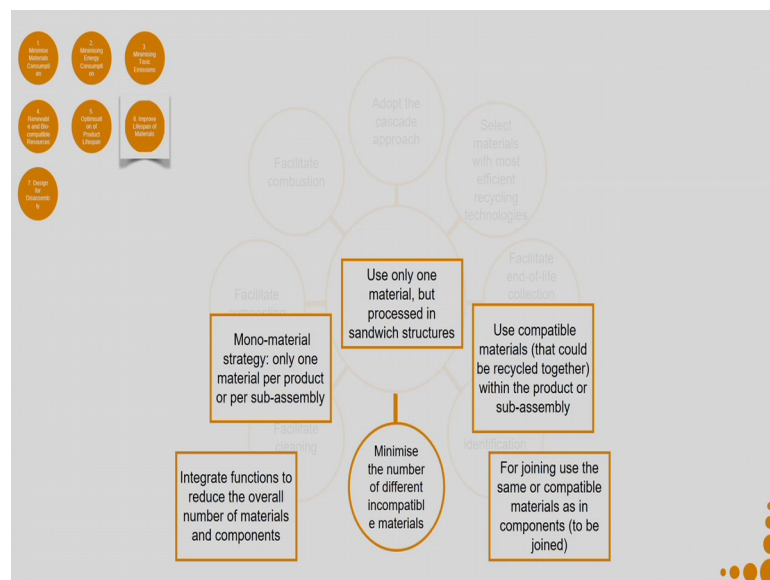 1.
Minimise
Materials
Consumpti
on
2.
Minimising
Energy
Consumpti
on
3.
Minimising
Toxic
Emissions
4.
Renewabl
e and Bio-
compatible
Resources
5.
Optimisati
on of
Product
Lifespan
6. Improve
Lifespan of
Materials
7. Design
for
Disassembl
y
Adopt the
cascade
approach
Select
materials
with most
efficient
recycling
technologies
Facilitate
combustion
Facilitate
end-of-life
collection
Facilitate
Use only one
material, but
processed in
sandwich structures
Mono-material
strategy: only one
material per product
or per sub-assembly
Use compatible
materials (that could
be recycled together)
within the product or
sub-assembly
Facilitate
cleaning
identification
Minimise
the number
of different
incompatibl
e materials
Integrate functions to
reduce the overall
number of materials
and components
For joining use the
same or compatible
materials as in
components (to be
joined)